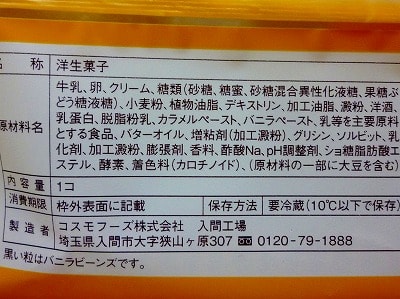 名 称 洋生菓子
牛乳、卵、クリーム、糖類(砂糖、糖蜜、砂糖混合異性化液糖、果糖ぶ
どう糖液糖)、小麦粉、植物油脂、デキストリン、加工油脂、澱粉、洋酒、
乳蛋白、脱脂粉乳、カラメルペースト、バニラペースト、乳等を主要原料
原材料名 とする食品、バターオイル、増粘剤(加工澱粉)、グリシン、ソルビット、乳
化剤、加工澱粉、膨張剤、香料、酢酸Na、pH調整剤、ショ糖脂肪酸エ
ステル、酵素、着色料(カロチノイド)、(原材料の一部に大豆を含む)
内容量 1コ
消費期限 枠外表面に記載 保存方法 要冷蔵(10℃以下で保存)
製造者 コスモフーズ株式会社 入間工場
埼玉県入間市大字狭山ヶ原307 ☎0120-79-1888
黒い粒はバニラビーンズです。